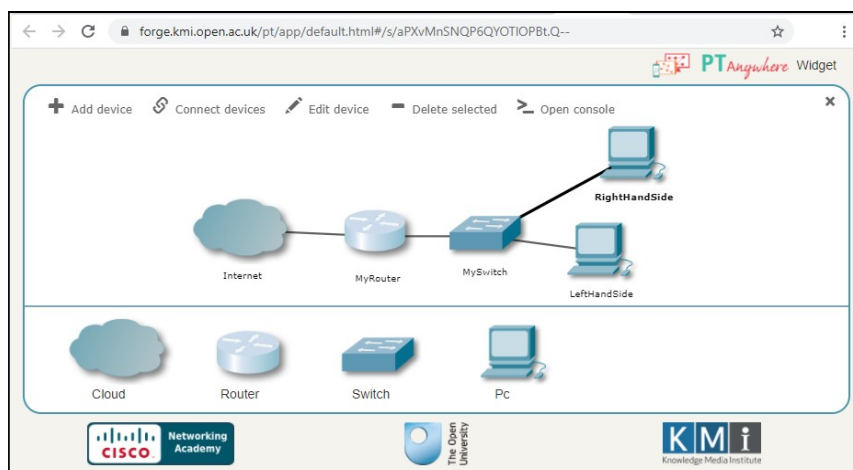 forge.kmi.open.ac.uk/pt/app/default.html#/s/aPXvMnSNQP6QYOTIOPBt.Q--
PTAnywhere Widget
Add device Connect devices Edit device Delete selected Open console
RightHandSide
Internet
MyRouter
MySwitch
LeftHandSide
Cloud Router Switch Pc
CISCO Networking Academy
The Open University
KMi
Knowledge Media Institute